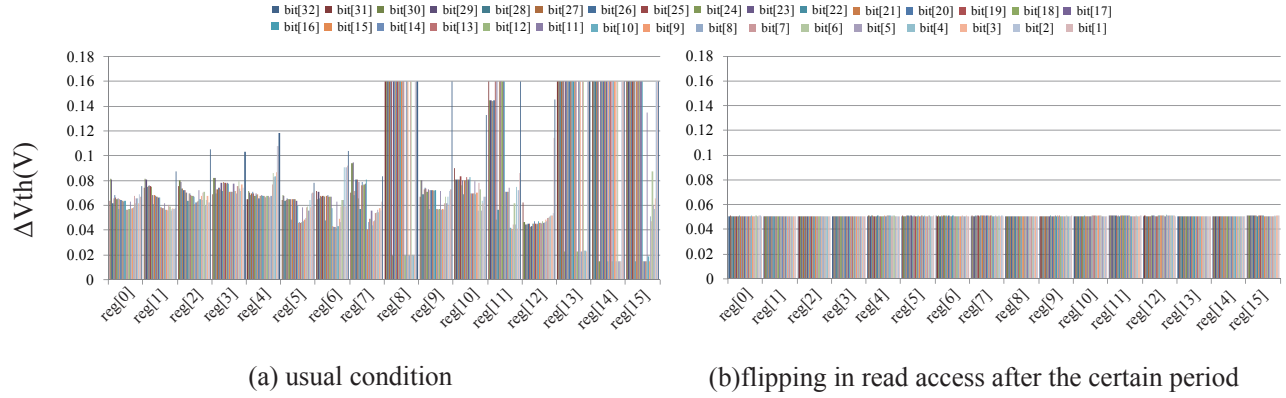 bit[32] bit[31] bit[30] bit[29] bit[28] bit[27] bit[26] bit[25] bit[24] bit[23] bit[22] bit[21] bit[20] bit[19] bit[18] bit[17]
bit[16] bit[15] bit[14] bit[13] bit[12] bit[11] bit[10] bit[9] bit[8] bit[7] bit[6] bit[5] bit[4] bit[3] bit[2] bit[1]
ΔVth(V)
0.18
0.16
0.14
0.12
0.1
0.08
0.06
0.04
0.02
0
reg[0] reg[1] reg[2] reg[3] reg[4] reg[5] reg[6] reg[7] reg[8] reg[9] reg[10] reg[11] reg[12] reg[13] reg[14] reg[15]
(a) usual condition
0.18
0.16
0.14
0.12
0.1
0.08
0.06
0.04
0.02
0
reg[0] reg[1] reg[2] reg[3] reg[4] reg[5] reg[6] reg[7] reg[8] reg[9] reg[10] reg[11] reg[12] reg[13] reg[14] reg[15]
(b)flipping in read access after the certain period